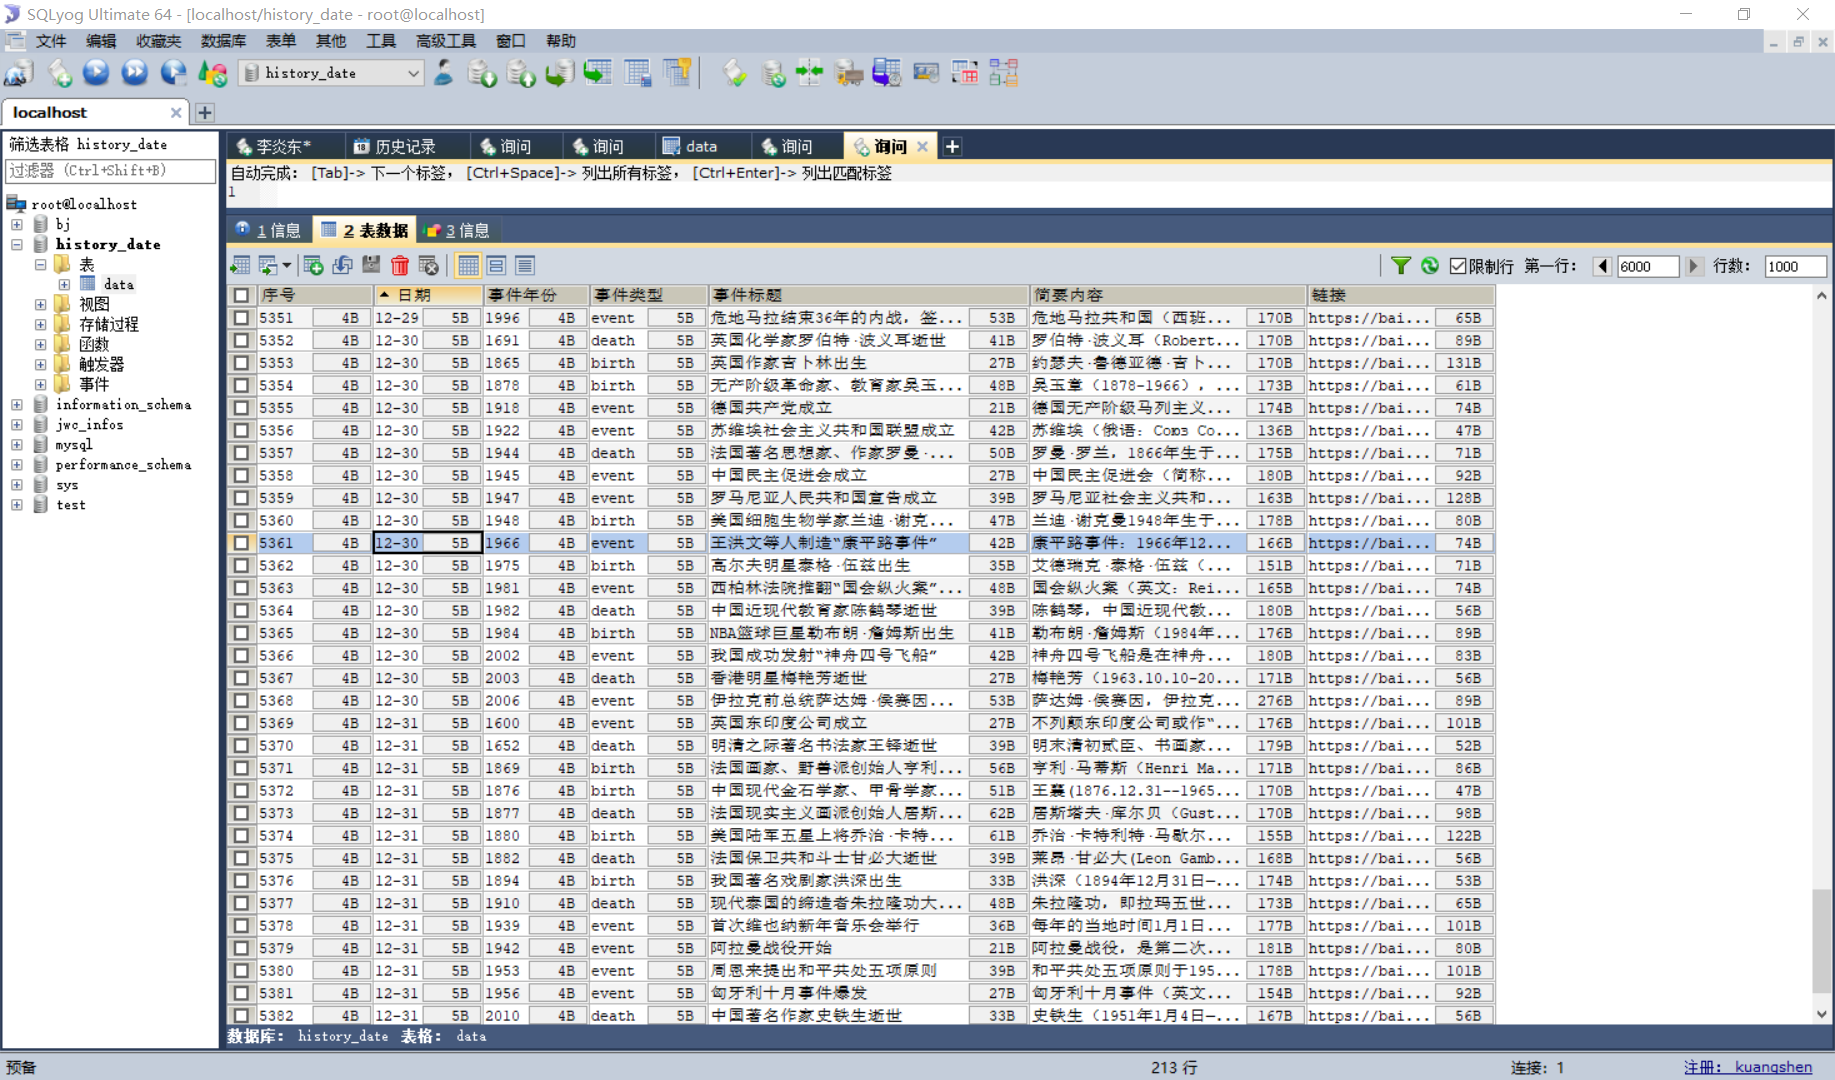 SQLyog Ultimate 64 - [localhost/history_date - root@localhost]
文件 编辑 收藏夹 数据库 表单 其他 工具 高级工具 窗口 帮助
history_date
localhost
筛选表格 history_date
过滤器 (Ctrl+Shift+B)
root@localhost
bj
history_date
表
data
视图
存储过程
函数
触发器
事件
information_schema
jwc_infos
mysql
performance_schema
sys
test
李炎东* 历史记录 询问 询问 data 询问 询问
自动完成: [Tab]-> 下一个标签, [Ctrl+Space]-> 列出所有标签, [Ctrl+Enter]-> 列出匹配标签
1
1 信息 2 表数据 3 信息
限制行 第一行: 6000 行数: 1000
序号 日期 事件年份 事件类型 事件标题 简要内容 链接
5351 4B 12-29 5B 1996 4B event 5B 危地马拉结束36年的内战，签... 53B 危地马拉共和国（西班... 170B https://bai... 65B
5352 4B 12-30 5B 1691 4B death 5B 英国化学家罗伯特·波义耳逝世 41B 罗伯特·波义耳（Robert... 170B https://bai... 89B
5353 4B 12-30 5B 1865 4B birth 5B 英国作家吉卜林出生 27B 约瑟夫·鲁德亚德·吉卜... 170B https://bai... 131B
5354 4B 12-30 5B 1878 4B birth 5B 无产阶级革命家、教育家吴玉... 48B 吴玉章（1878-1966），... 173B https://bai... 61B
5355 4B 12-30 5B 1918 4B event 5B 德国共产党成立 21B 德国无产阶级马列主义... 174B https://bai... 74B
5356 4B 12-30 5B 1922 4B event 5B 苏维埃社会主义共和国联盟成立 42B 苏维埃（俄语：Союз Со... 136B https://bai... 47B
5357 4B 12-30 5B 1944 4B death 5B 法国著名思想家、作家罗曼·... 50B 罗曼·罗兰，1866年生于... 175B https://bai... 71B
5358 4B 12-30 5B 1945 4B event 5B 中国民主促进会成立 27B 中国民主促进会（简称... 180B https://bai... 92B
5359 4B 12-30 5B 1947 4B event 5B 罗马尼亚人民共和国宣告成立 39B 罗马尼亚社会主义共和... 163B https://bai... 128B
5360 4B 12-30 5B 1948 4B birth 5B 美国细胞生物学家兰迪·谢克... 47B 兰迪·谢克曼1948年生于... 178B https://bai... 80B
5361 4B 12-30 5B 1966 4B event 5B 王洪文等人制造“康平路事件” 42B 康平路事件：1966年12... 166B https://bai... 74B
5362 4B 12-30 5B 1975 4B birth 5B 高尔夫明星泰格·伍兹出生 35B 艾德瑞克·泰格·伍兹（... 151B https://bai... 71B
5363 4B 12-30 5B 1981 4B event 5B 西柏林法院推翻“国会纵火案”... 48B 国会纵火案（英文：Rei... 165B https://bai... 74B
5364 4B 12-30 5B 1982 4B death 5B 中国近现代教育家陈鹤琴逝世 39B 陈鹤琴，中国近现代教... 180B https://bai... 56B
5365 4B 12-30 5B 1984 4B birth 5B NBA篮球巨星勒布朗·詹姆斯出生 41B 勒布朗·詹姆斯（1984年... 176B https://bai... 89B
5366 4B 12-30 5B 2002 4B event 5B 我国成功发射“神舟四号飞船” 42B 神舟四号飞船是在神舟... 180B https://bai... 83B
5367 4B 12-30 5B 2003 4B death 5B 香港明星梅艳芳逝世 27B 梅艳芳（1963.10.10-20... 171B https://bai... 56B
5368 4B 12-30 5B 2006 4B event 5B 伊拉克前总统萨达姆·侯赛因... 53B 萨达姆·侯赛因，伊拉克... 276B https://bai... 89B
5369 4B 12-31 5B 1600 4B event 5B 英国东印度公司成立 27B 不列颠东印度公司或作“... 176B https://bai... 101B
5370 4B 12-31 5B 1652 4B death 5B 明清之际著名书法家王铎逝世 39B 明末清初贰臣、书画家... 179B https://bai... 52B
5371 4B 12-31 5B 1869 4B birth 5B 法国画家、野兽派创始人亨利... 56B 亨利·马蒂斯（Henri Ma... 171B https://bai... 86B
5372 4B 12-31 5B 1876 4B birth 5B 中国现代金石学家、甲骨学家... 51B 王襄(1876.12.31--1965... 170B https://bai... 47B
5373 4B 12-31 5B 1877 4B death 5B 法国现实主义画派创始人居斯... 62B 居斯塔夫·库尔贝（Gust... 170B https://bai... 98B
5374 4B 12-31 5B 1880 4B birth 5B 美国陆军五星上将乔治·卡特... 61B 乔治·卡特利特·马歇尔... 155B https://bai... 122B
5375 4B 12-31 5B 1882 4B death 5B 法国保卫共和斗士甘必大逝世 39B 莱昂·甘必大(Leon Gamb... 168B https://bai... 56B
5376 4B 12-31 5B 1894 4B birth 5B 我国著名戏剧家洪深出生 33B 洪深（1894年12月31日—... 174B https://bai... 53B
5377 4B 12-31 5B 1910 4B death 5B 现代泰国的缔造者朱拉隆功大... 48B 朱拉隆功，即拉玛五世... 173B https://bai... 65B
5378 4B 12-31 5B 1939 4B event 5B 首次维也纳新年音乐会举行 36B 每年的当地时间1月1日... 177B https://bai... 101B
5379 4B 12-31 5B 1942 4B event 5B 阿拉曼战役开始 21B 阿拉曼战役，是第二次... 181B https://bai... 80B
5380 4B 12-31 5B 1953 4B event 5B 周恩来提出和平共处五项原则 39B 和平共处五项原则于195... 178B https://bai... 101B
5381 4B 12-31 5B 1956 4B event 5B 匈牙利十月事件爆发 27B 匈牙利十月事件（英文... 154B https://bai... 92B
5382 4B 12-31 5B 2010 4B death 5B 中国著名作家史铁生逝世 33B 史铁生（1951年1月4日—... 167B https://bai... 56B
数据库: history_date 表格: data
预备 213 行 连接: 1 注册: kuangshen